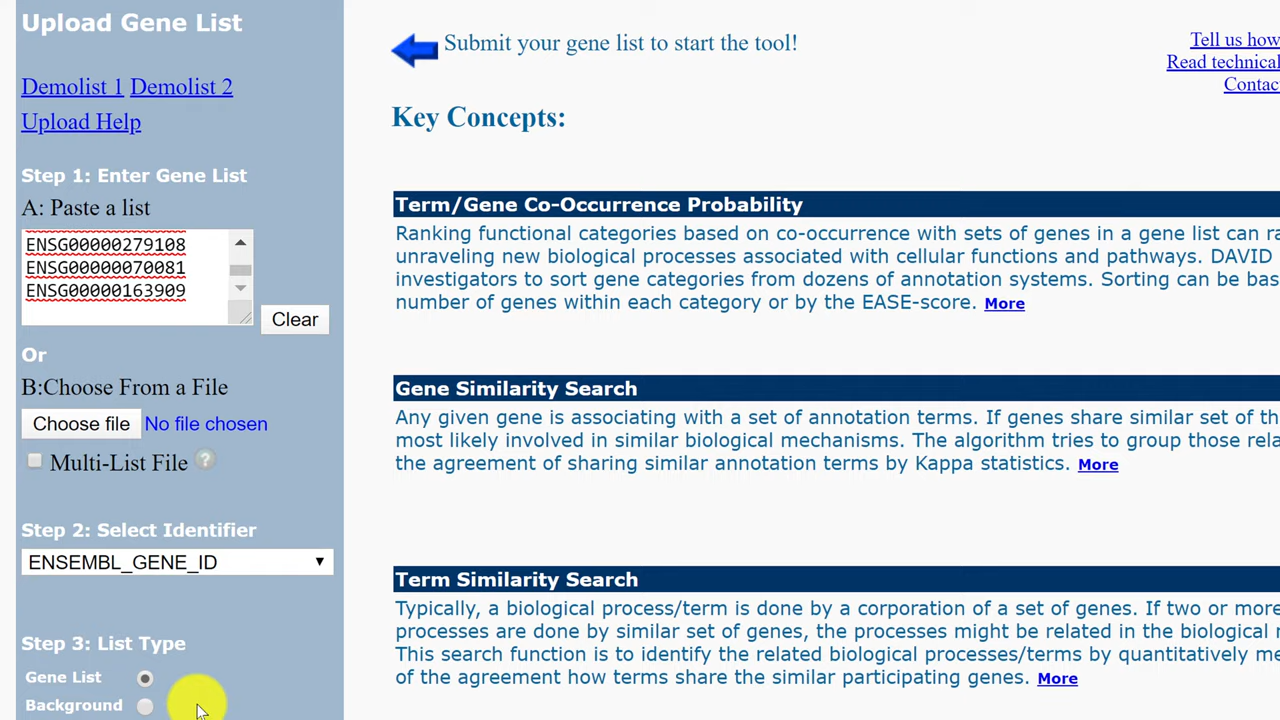 Upload Gene List
Demolist 1 Demolist 2
Upload Help
Step 1: Enter Gene List
A: Paste a list
ENSG00000279108
ENSG00000070081
ENSG00000163909
Clear
Or
B:Choose From a File
Choose file No file chosen
Multi-List File ?
Step 2: Select Identifier
ENSEMBL_GENE_ID
Step 3: List Type
Gene List
Background
Submit your gene list to start the tool!
Tell us how
Read technical
Contac
Key Concepts:
Term/Gene Co-Occurrence Probability
Ranking functional categories based on co-occurrence with sets of genes in a gene list can ra
unraveling new biological processes associated with cellular functions and pathways. DAVID
investigators to sort gene categories from dozens of annotation systems. Sorting can be bas
number of genes within each category or by the EASE-score. More
Gene Similarity Search
Any given gene is associating with a set of annotation terms. If genes share similar set of th
most likely involved in similar biological mechanisms. The algorithm tries to group those rela
the agreement of sharing similar annotation terms by Kappa statistics. More
Term Similarity Search
Typically, a biological process/term is done by a corporation of a set of genes. If two or more
processes are done by similar set of genes, the processes might be related in the biological n
This search function is to identify the related biological processes/terms by quantitatively me
of the agreement how terms share the similar participating genes. More